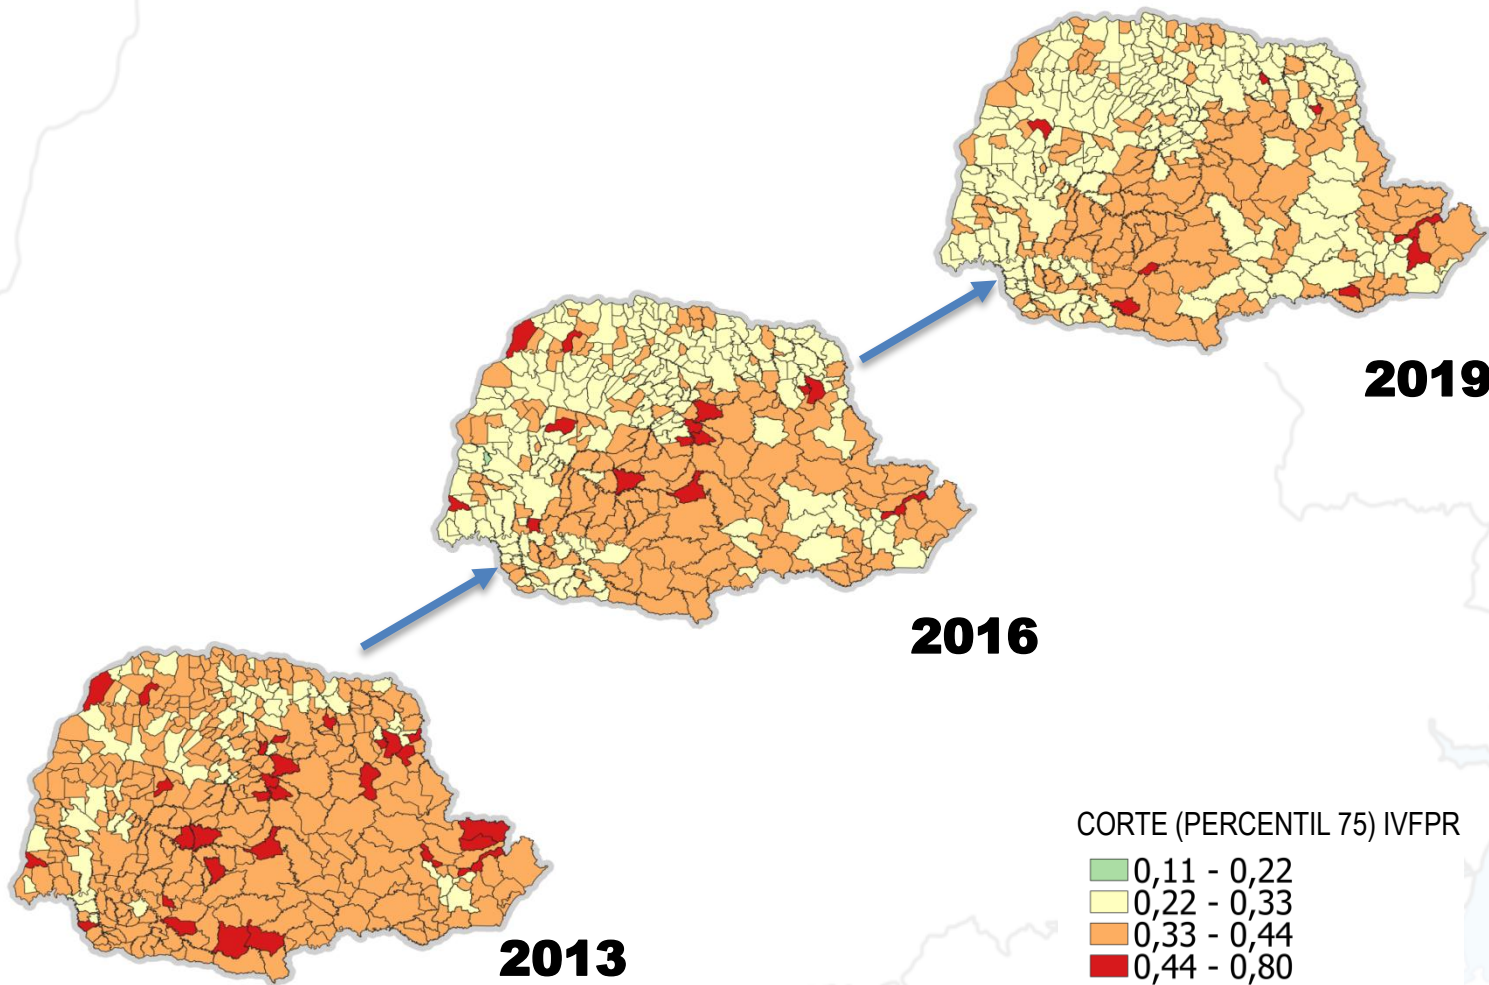 2019
2016
2013
CORTE (PERCENTIL 75) IVFPR
0,11 - 0,22
0,22 - 0,33
0,33 - 0,44
0,44 - 0,80